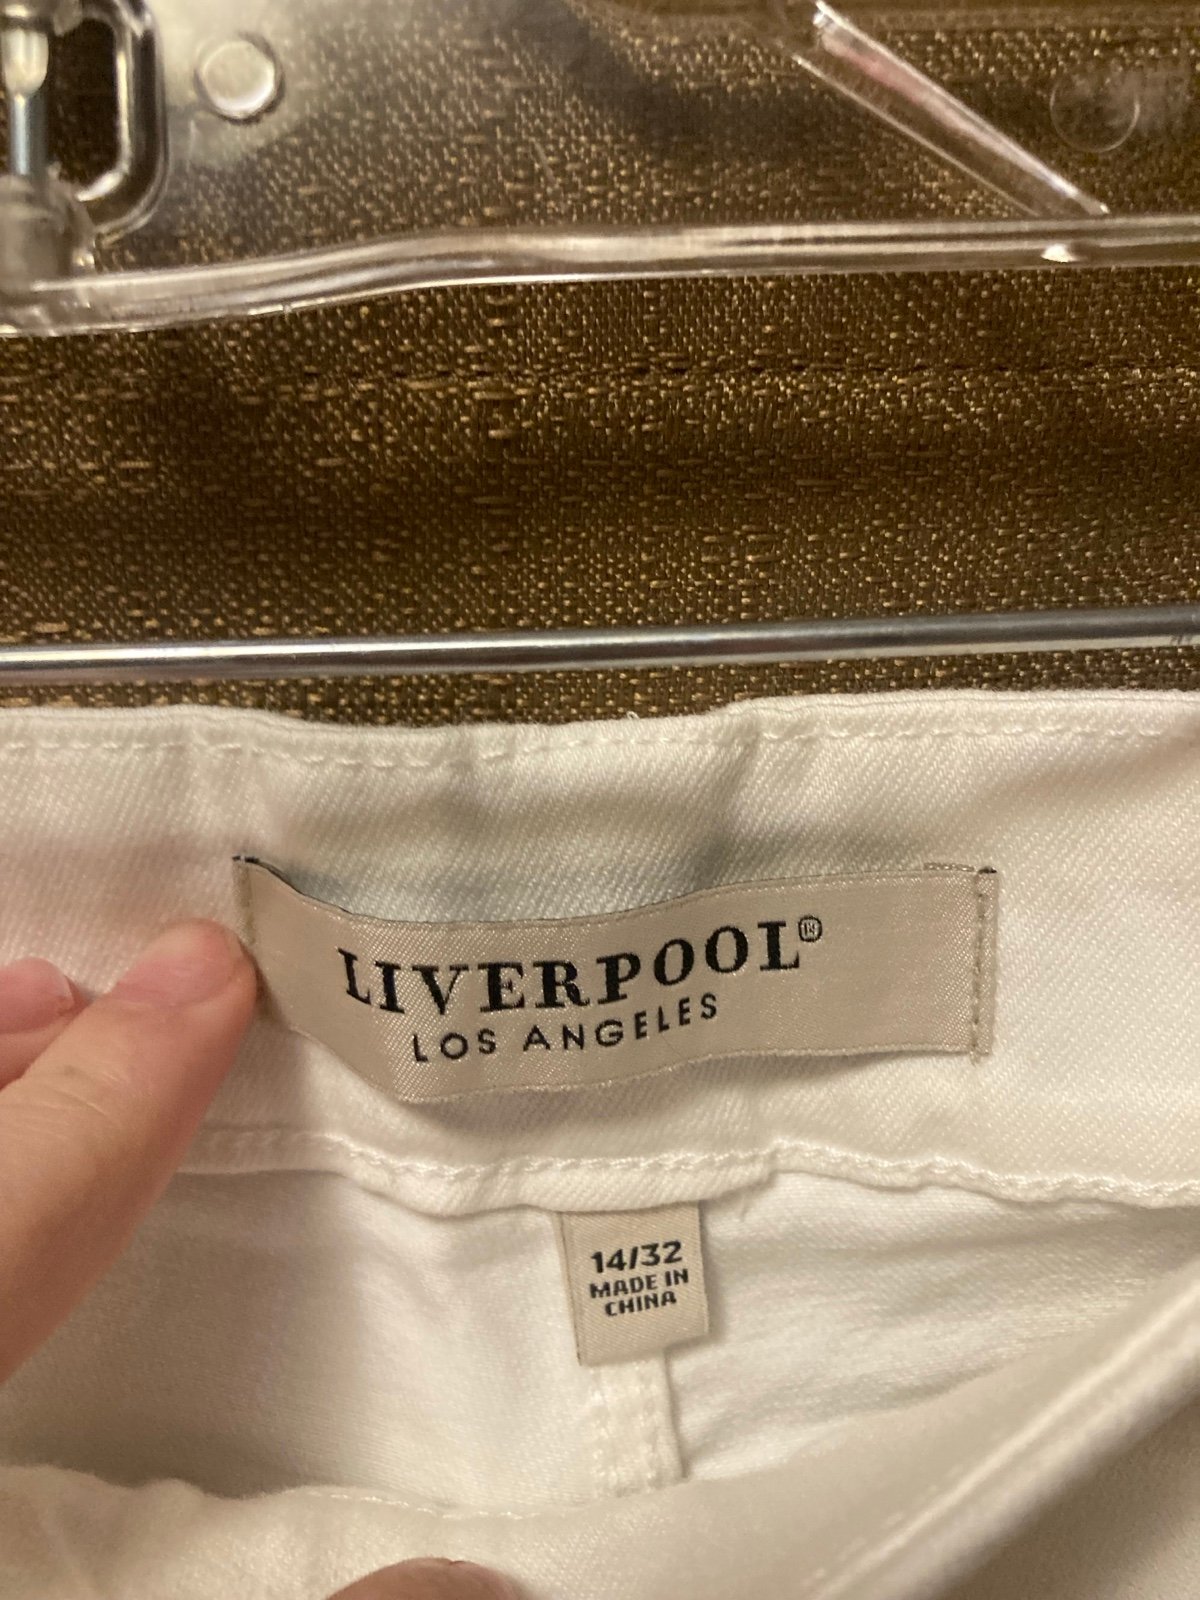 LIVERPOOL®
LOS ANGELES
14/32
MADE IN
CHINA